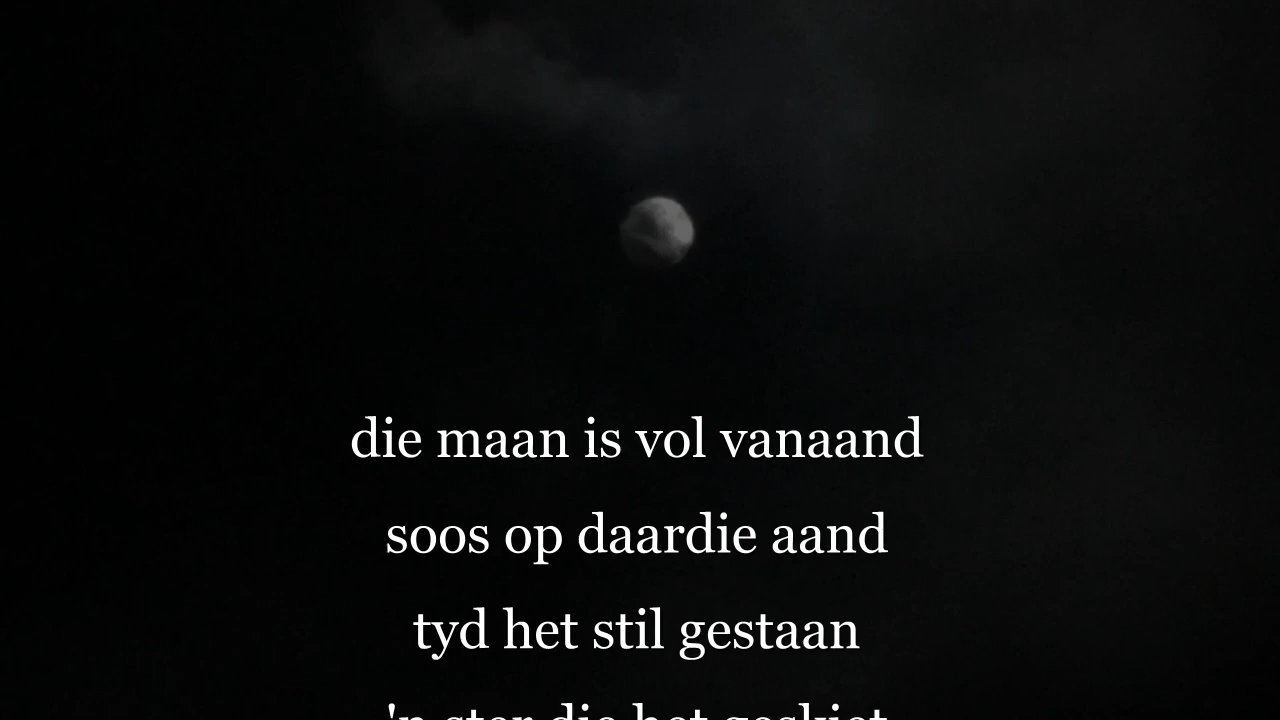 die maan is vol vanaand
soos op daardie aand
tyd het stil gestaan
'n ster die het geskiet